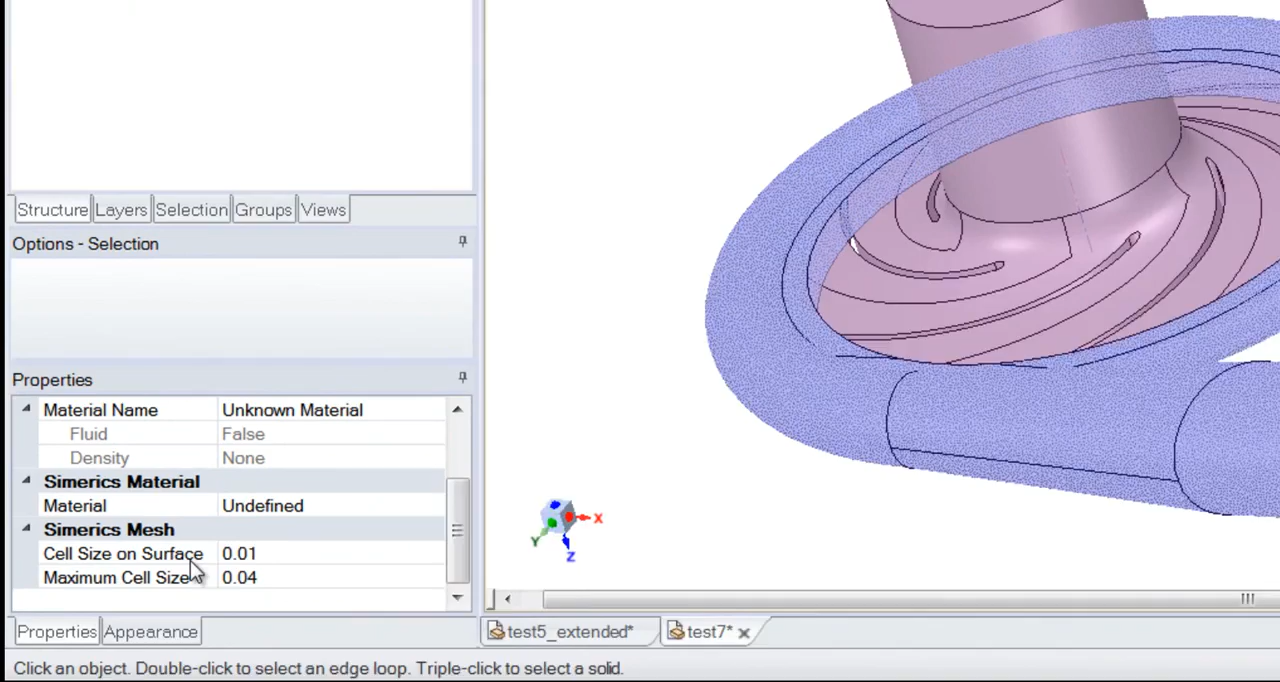 Structure Layers Selection Groups Views
Options - Selection
Properties
Material Name Unknown Material
Fluid False
Density None
Simerics Material
Material Undefined
Simerics Mesh
Cell Size on Surface 0.01
Maximum Cell Size 0.04
X
Y
Z
Properties Appearance
test5_extended* test7*
Click an object. Double-click to select an edge loop. Triple-click to select a solid.